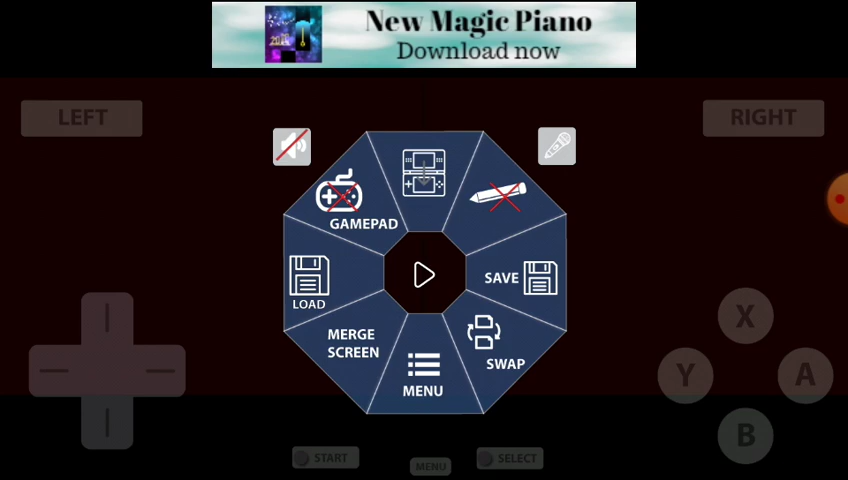 New Magic Piano
Download now
LEFT
RIGHT
GAMEPAD
LOAD
SAVE
MERGE
SCREEN
SWAP
MENU
X
Y
A
B
START
MENU
SELECT